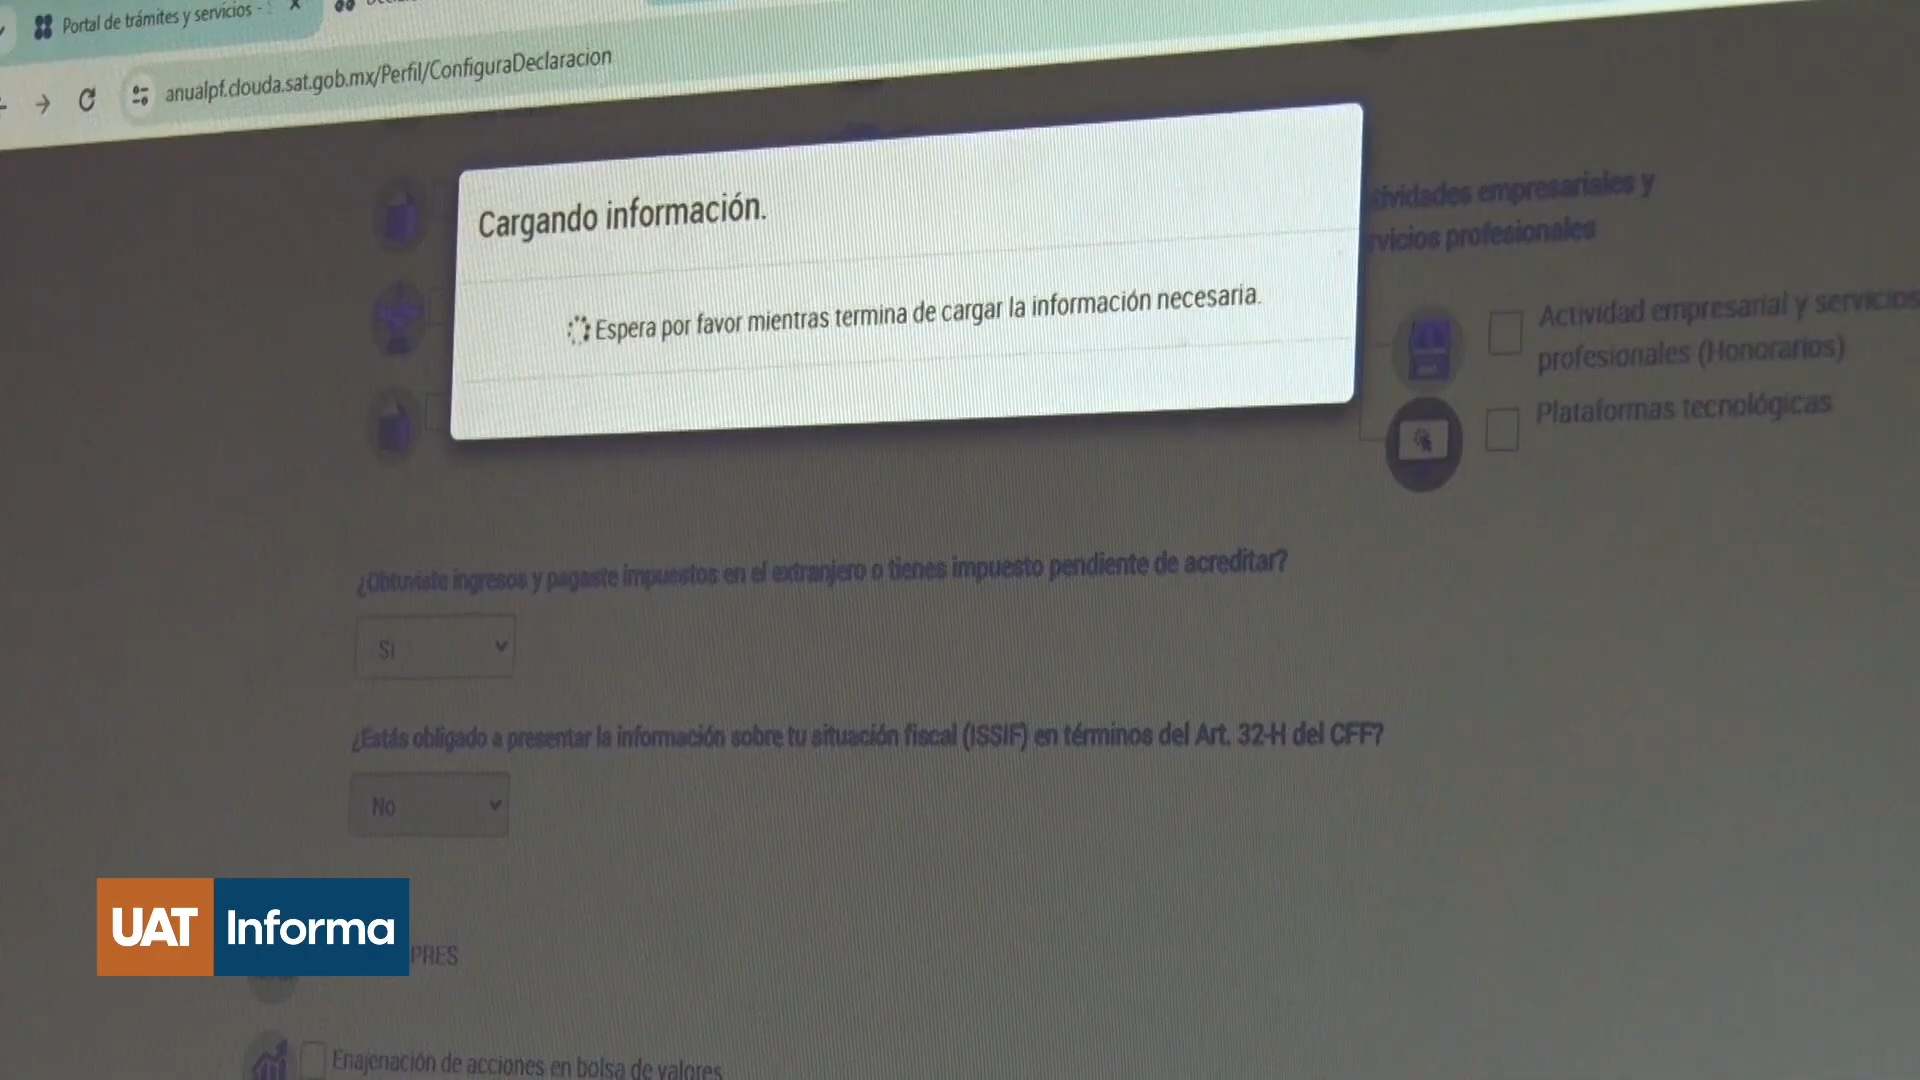 Portal de trámites y servicios -
anualpf.clouda.sat.gob.mx/Perfil/ConfiguraDeclaracion
Cargando información.
Espera por favor mientras termina de cargar la información necesaria.
ividades empresariales y
rvicios profesionales
Actividad empresarial y servicios
profesionales (Honorarios)
Plataformas tecnológicas
¿Obtuviste ingresos y pagaste impuestos en el extranjero o tienes impuesto pendiente de acreditar?
Sí
¿Estás obligado a presentar la información sobre tu situación fiscal (ISSIF) en términos del Art. 32-H del CFF?
No
UAT Informa
PRES
Enajenación de acciones en bolsa de valores